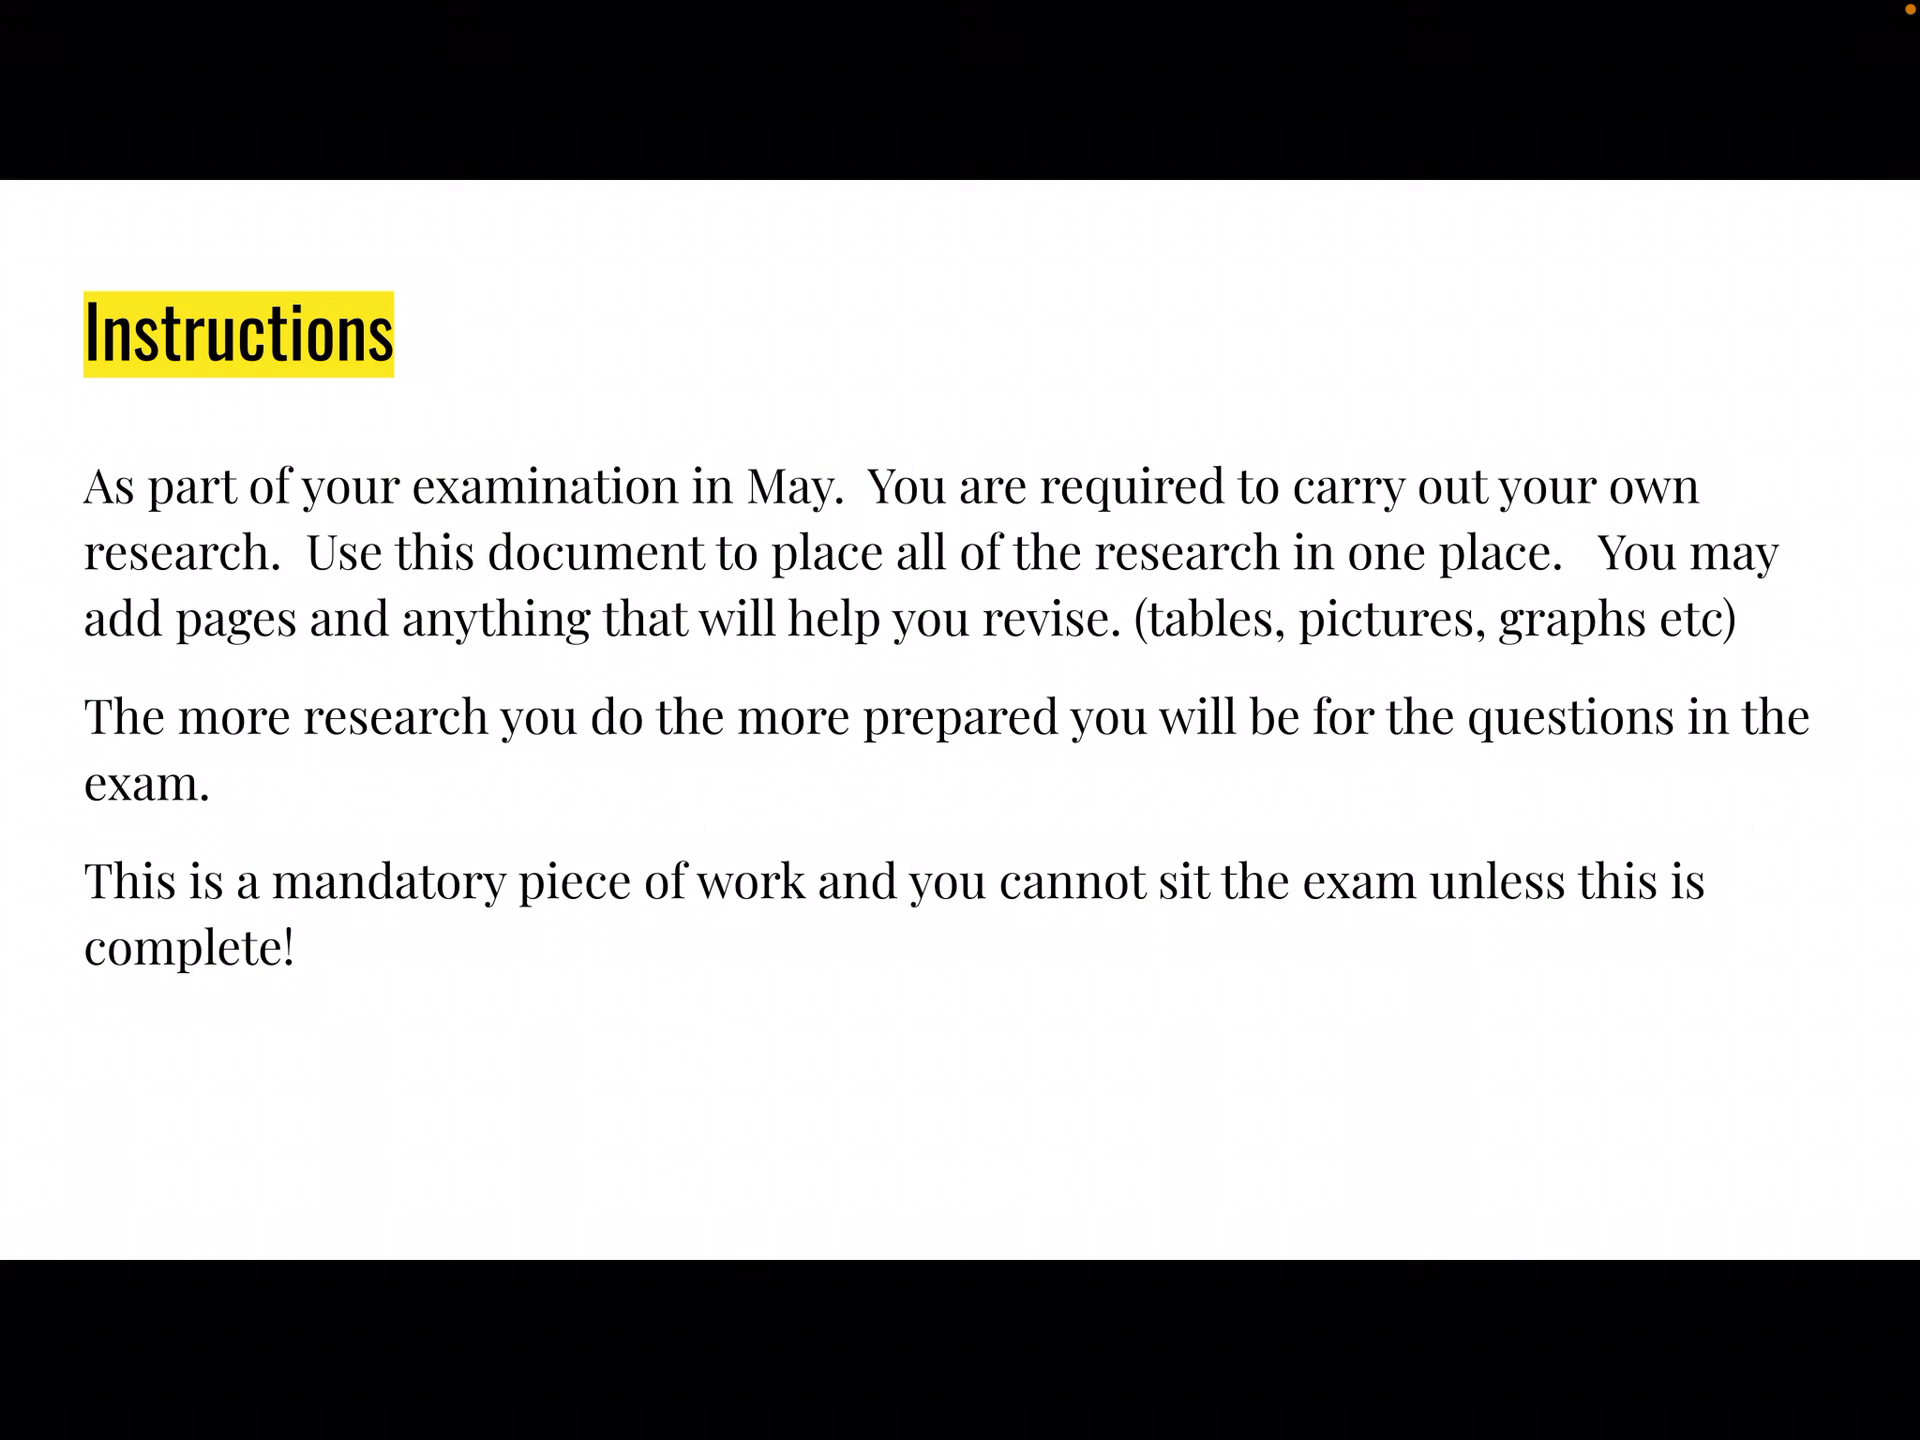 Instructions
As part of your examination in May.  You are required to carry out your own
research.  Use this document to place all of the research in one place.   You may
add pages and anything that will help you revise. (tables, pictures, graphs etc)
The more research you do the more prepared you will be for the questions in the
exam.
This is a mandatory piece of work and you cannot sit the exam unless this is
complete!